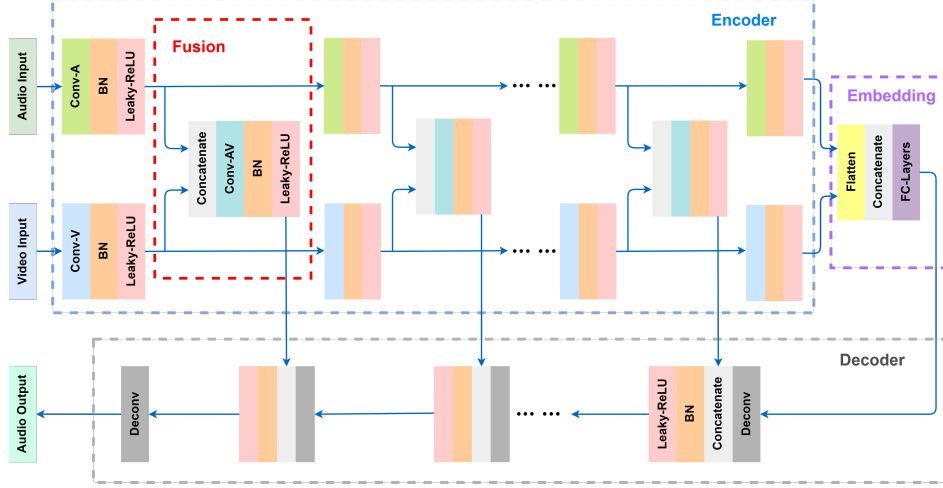 Encoder
Fusion
Embedding
Audio Input
Conv-A
BN
Leaky-ReLU
Concatenate
Conv-AV
BN
Leaky-ReLU
... ...
Flatten
Concatenate
FC-Layers
Video Input
Conv-V
BN
Leaky-ReLU
... ...
Decoder
Audio Output
Deconv
... ...
Leaky-ReLU
BN
Concatenate
Deconv